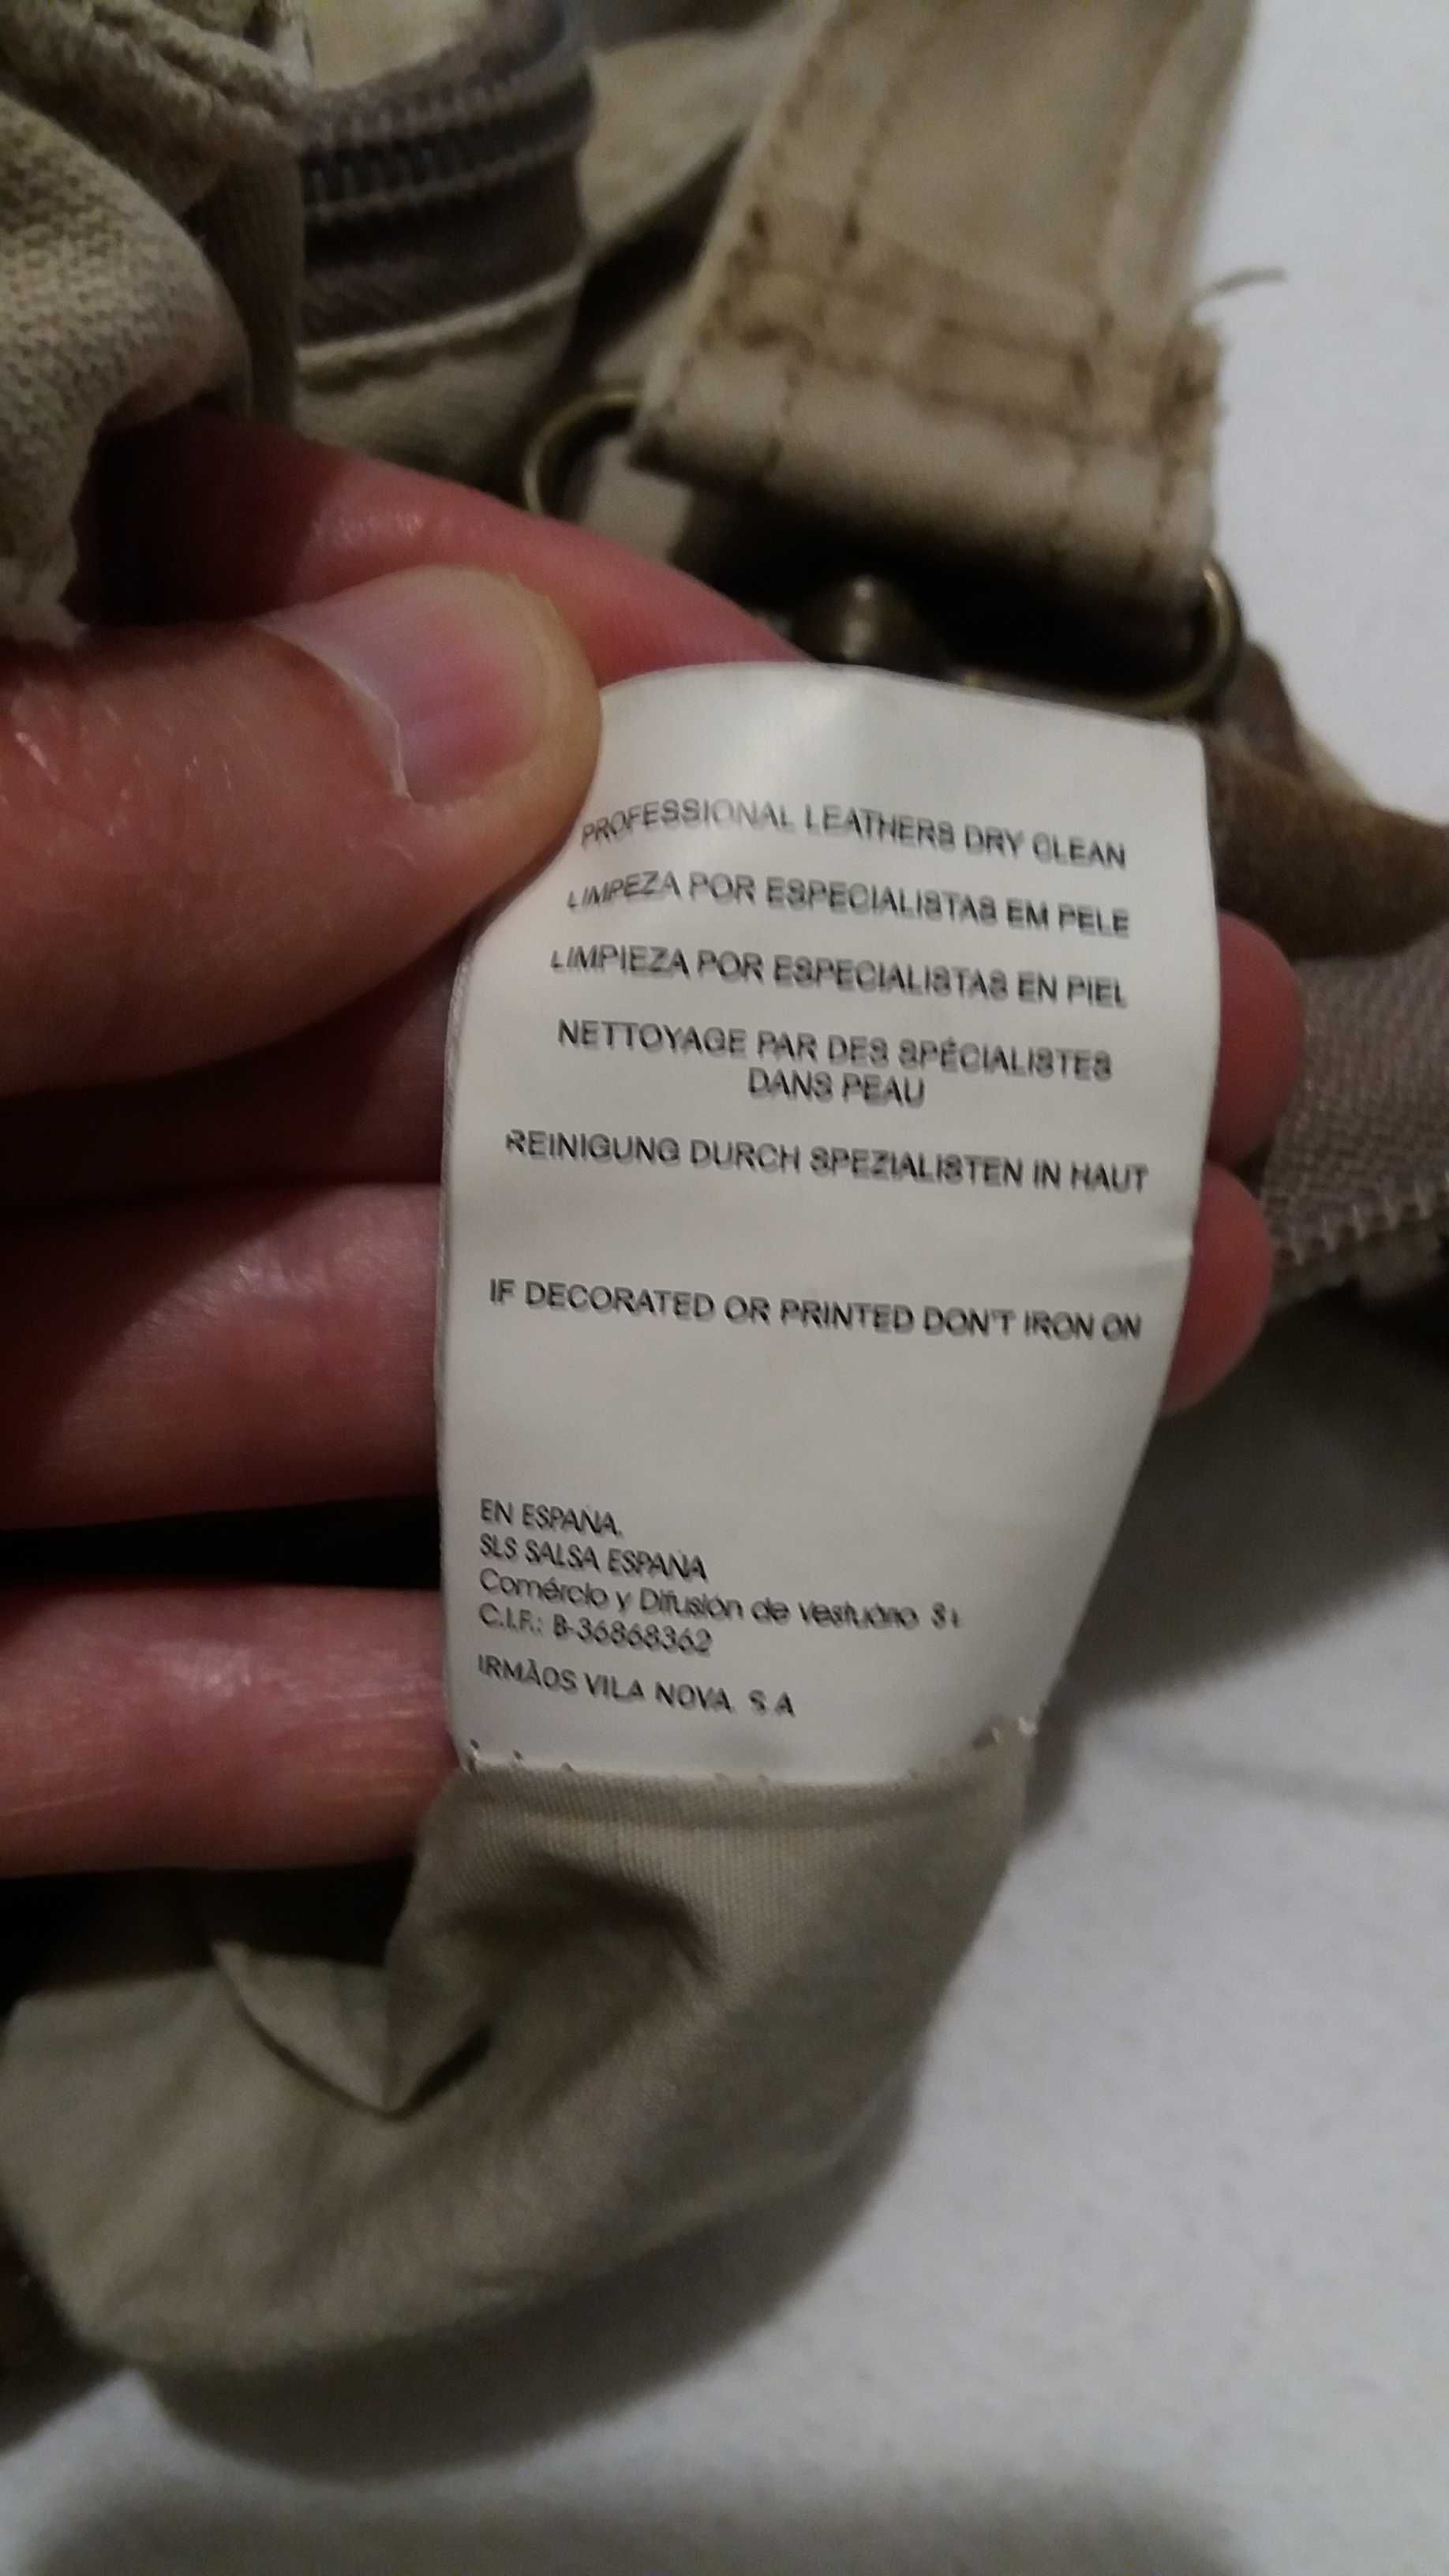 PROFESSIONAL LEATHERS DRY CLEAN
LIMPEZA POR ESPECIALISTAS EM PELE
LIMPIEZA POR ESPECIALISTAS EN PIEL
NETTOYAGE PAR DES SPÉCIALISTES
DANS PEAU
REINIGUNG DURCH SPEZIALISTEN IN HAUT
IF DECORATED OR PRINTED DON'T IRON ON
EN ESPAÑA.
SLS SALSA ESPAÑA
Comércio y Difusión de Vestuário SL
C.I.F.: B-36868362
IRMÃOS VILA NOVA. S.A